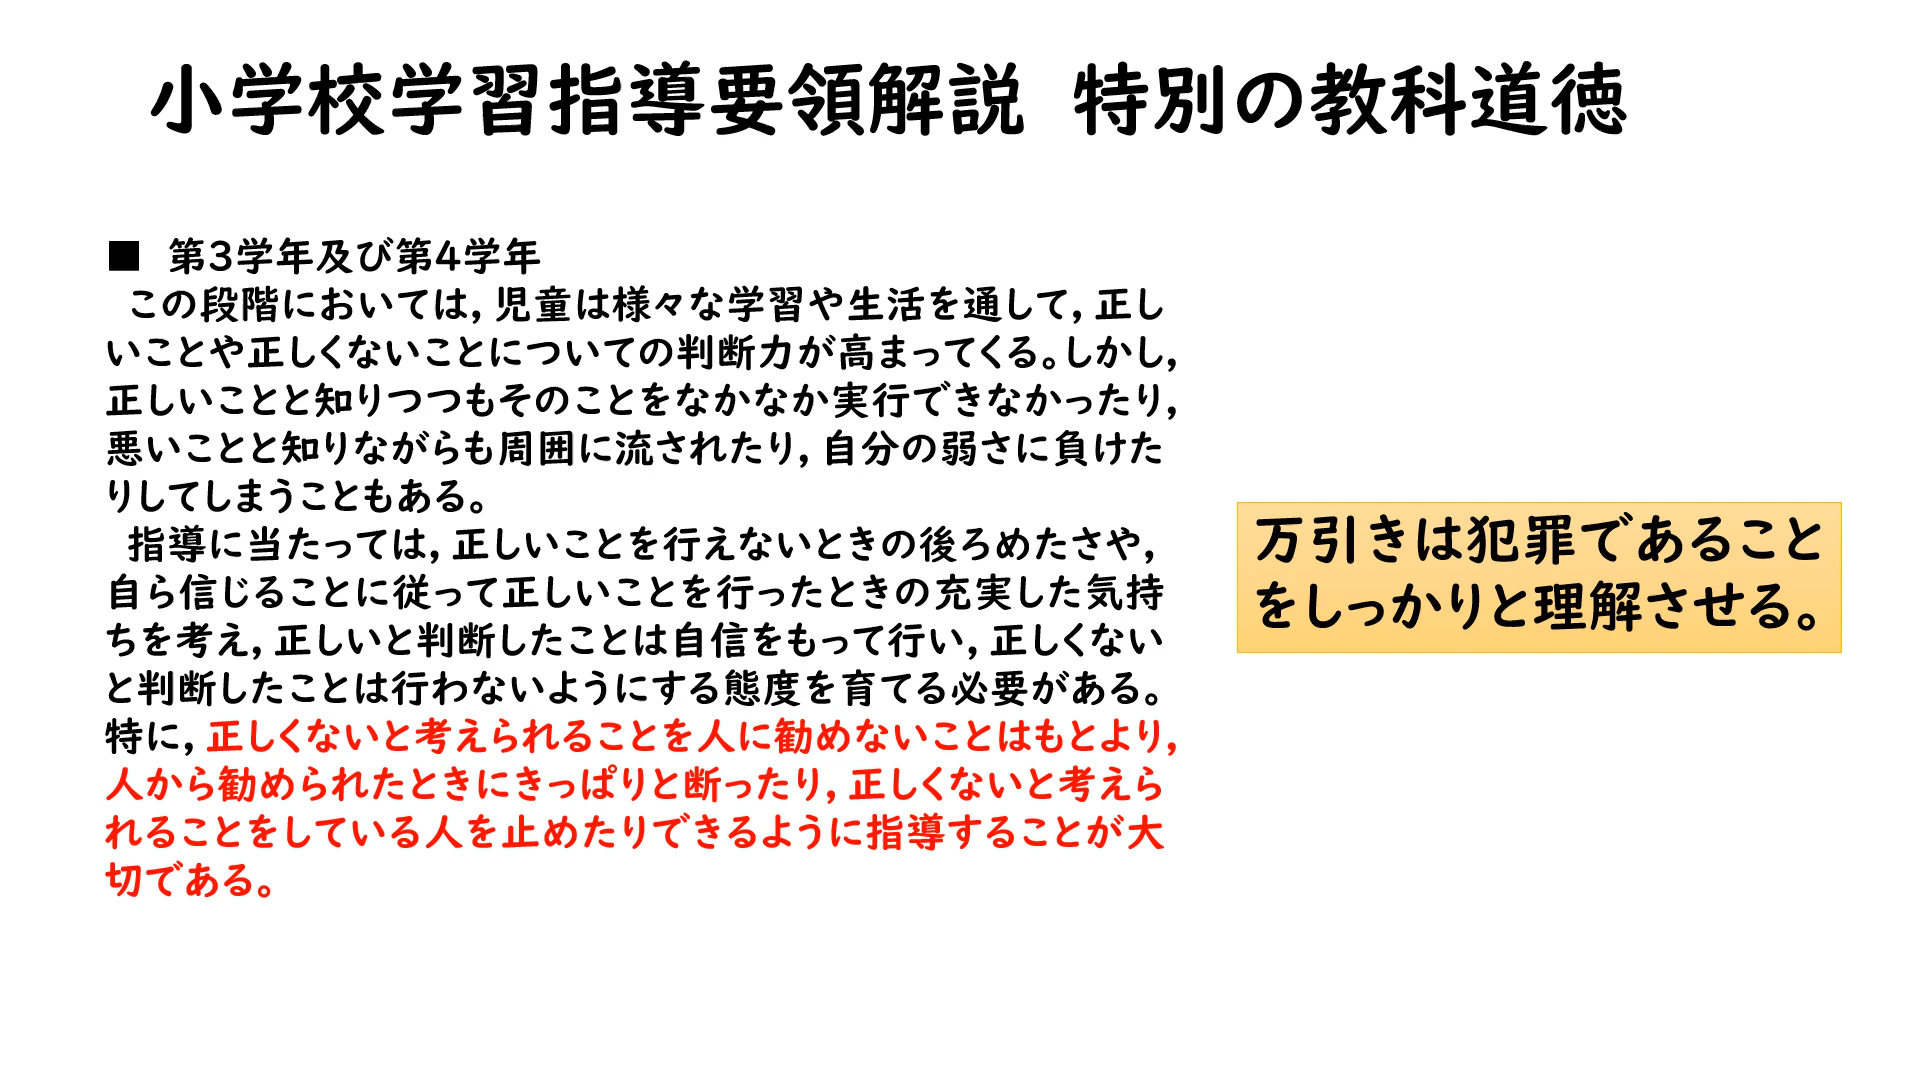 小学校学習指導要領解説　特別の教科道徳
■　第３学年及び第４学年
　この段階においては，児童は様々な学習や生活を通して，正し
いことや正しくないことについての判断力が高まってくる。しかし，
正しいことと知りつつもそのことをなかなか実行できなかったり，
悪いことと知りながらも周囲に流されたり，自分の弱さに負けた
りしてしまうこともある。
　指導に当たっては，正しいことを行えないときの後ろめたさや，
自ら信じることに従って正しいことを行ったときの充実した気持
ちを考え，正しいと判断したことは自信をもって行い，正しくない
と判断したことは行わないようにする態度を育てる必要がある。
特に，正しくないと考えられることを人に勧めないことはもとより，
人から勧められたときにきっぱりと断ったり，正しくないと考えら
れることをしている人を止めたりできるように指導することが大
切である。
万引きは犯罪であること
をしっかりと理解させる。